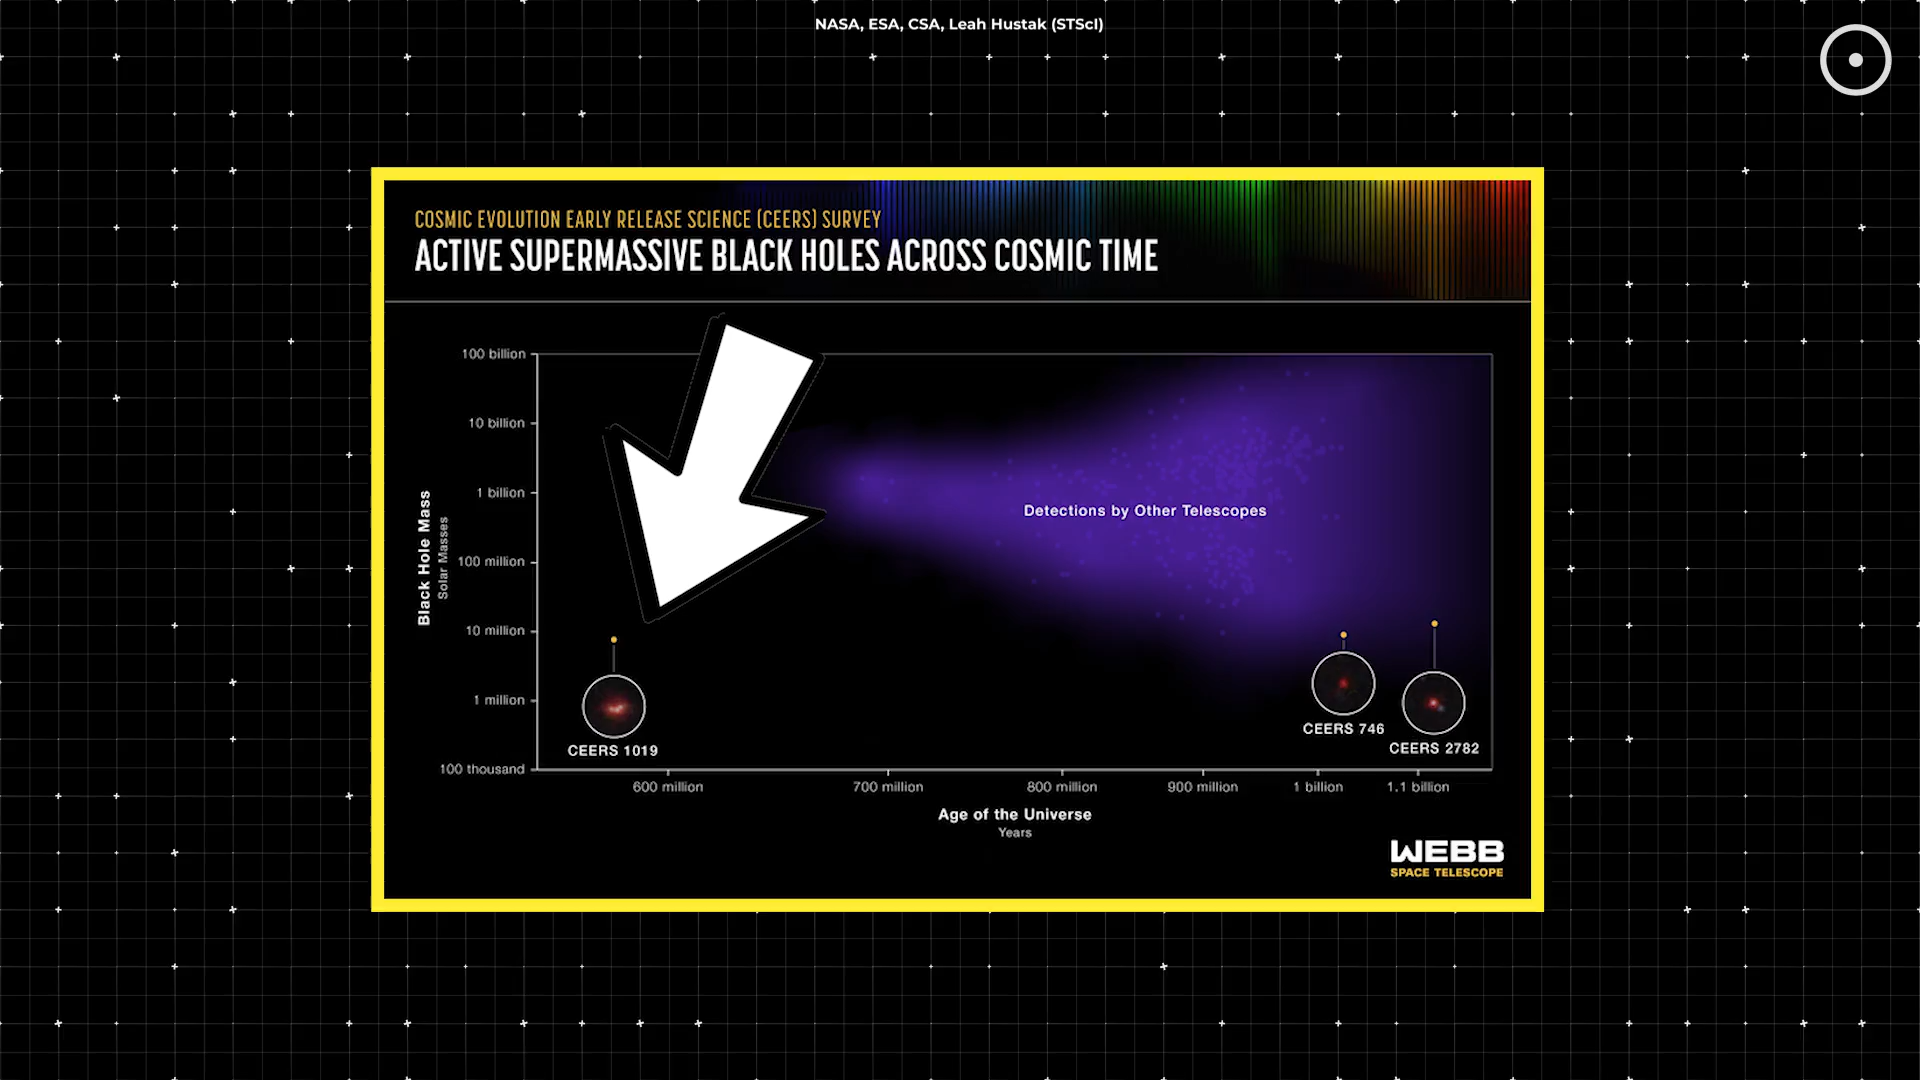 NASA, ESA, CSA, Leah Hustak (STScI)
COSMIC EVOLUTION EARLY RELEASE SCIENCE (CEERS) SURVEY
ACTIVE SUPERMASSIVE BLACK HOLES ACROSS COSMIC TIME
Black Hole Mass
Solar Masses
100 billion
10 billion
1 billion
100 million
10 million
1 million
100 thousand
Detections by Other Telescopes
CEERS 1019
CEERS 746
CEERS 2782
600 million
700 million
800 million
900 million
1 billion
1.1 billion
Age of the Universe
Years
WEBB
SPACE TELESCOPE